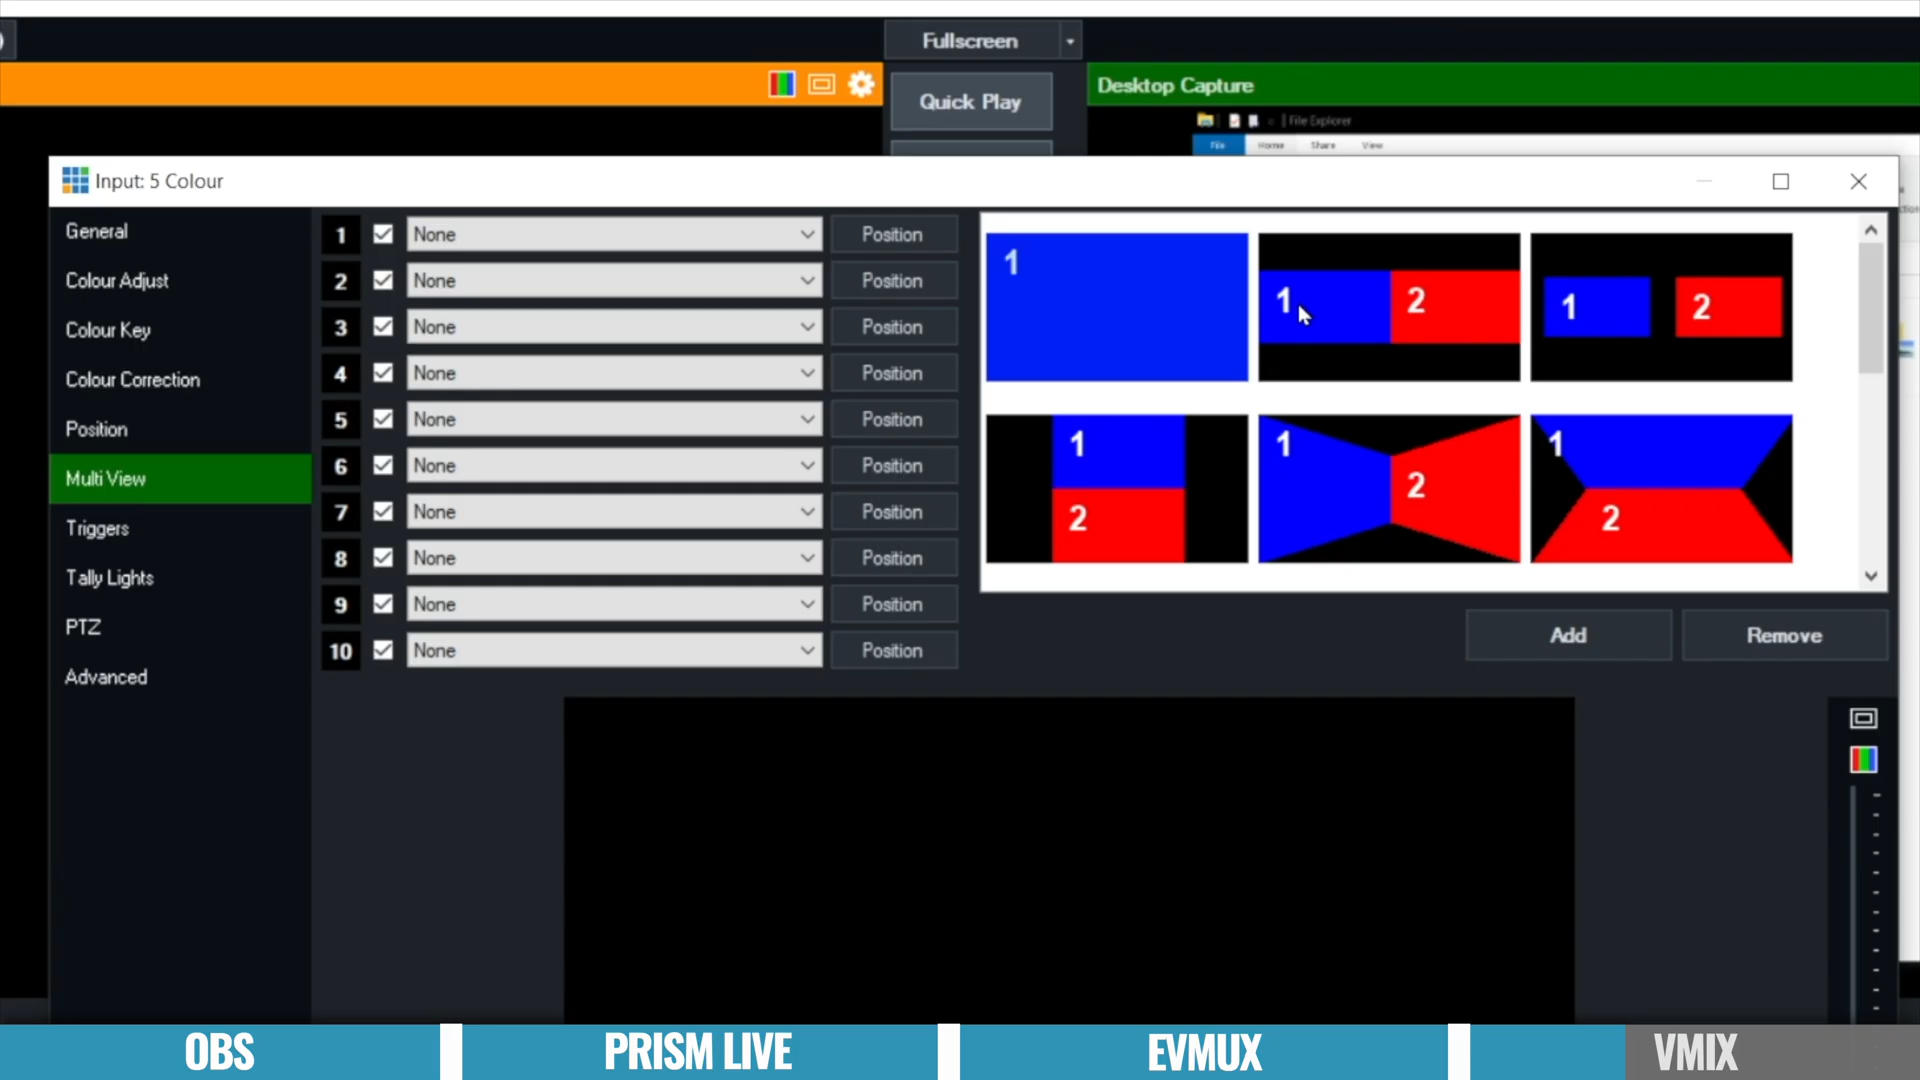 Fullscreen
Quick Play
Desktop Capture
File Explorer
File Home Share View
Input: 5 Colour
General
Colour Adjust
Colour Key
Colour Correction
Position
Multi View
Triggers
Tally Lights
PTZ
Advanced
1 None Position
2 None Position
3 None Position
4 None Position
5 None Position
6 None Position
7 None Position
8 None Position
9 None Position
10 None Position
1
1 2
1 2
1
2
1
2
1
2
Add Remove
OBS PRISM LIVE EVMUX VMIX